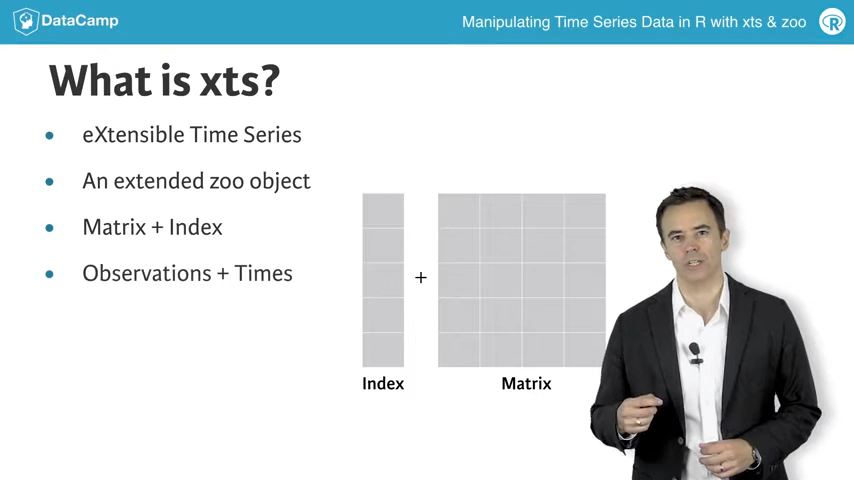 DataCamp
Manipulating Time Series Data in R with xts & zoo
R
What is xts?
• eXtensible Time Series
• An extended zoo object
• Matrix + Index
• Observations + Times
+
Index
Matrix